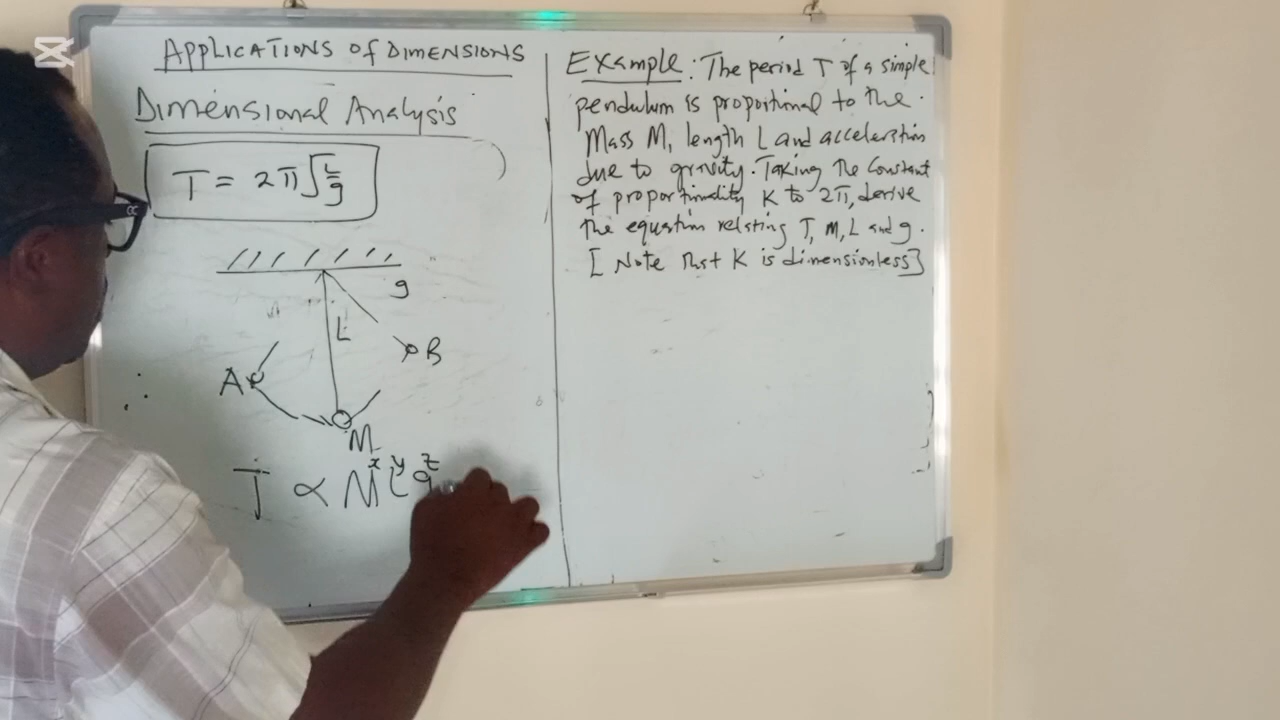 APPLICATIONS Of DIMENSIONS
Dimensional Analysis
T = 2π√L/g
g
L
A
B
M
T ∝ M^x L^y g^z
Example: The period T of a simple
pendulum is proportional to the
Mass M, length L and acceleration
due to gravity. Taking the constant
of proportionality K to 2π, derive
the equation relating T, M, L and g.
[Note that K is dimensionless]